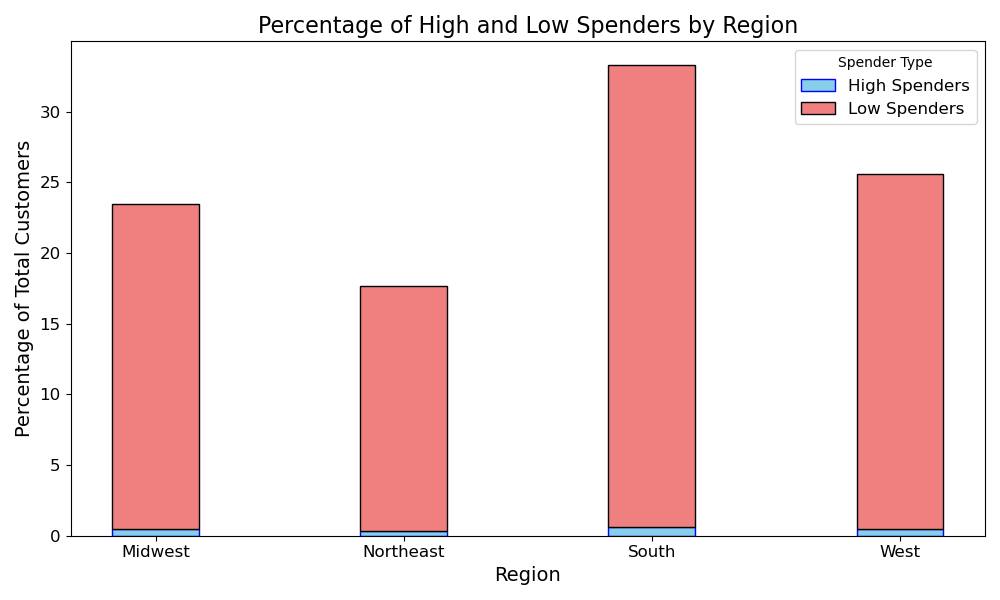 Percentage of High and Low Spenders by Region
Spender Type
High Spenders
Low Spenders
Percentage of Total Customers
30
25
20
15
10
5
0
Midwest Northeast South West
Region